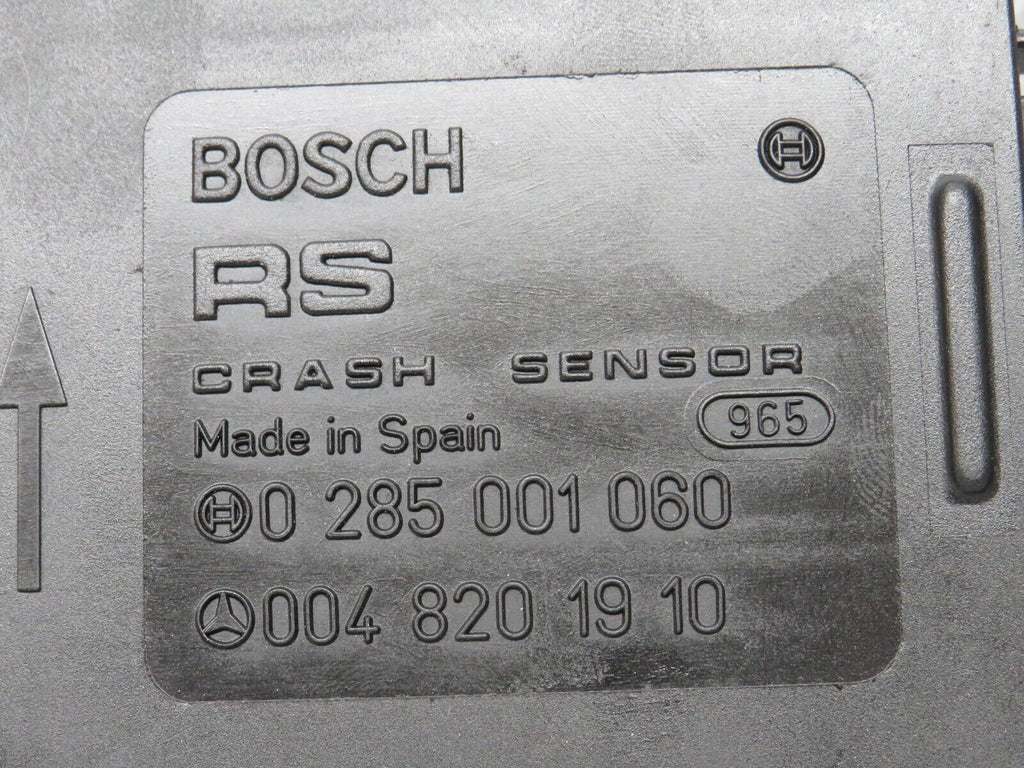 BOSCH
RS
CRASH SENSOR
Made in Spain 965
0 285 001 060
004 820 19 10